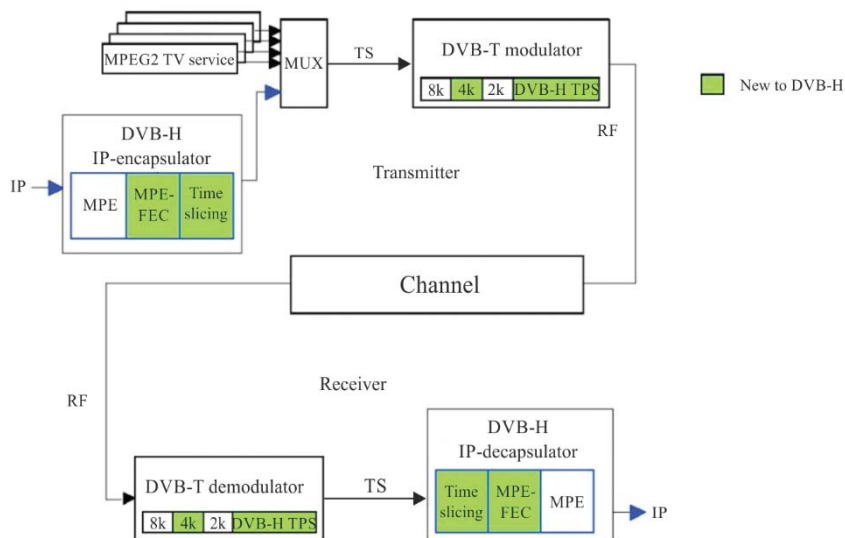 MPEG2 TV service
MUX
TS
DVB-T modulator
8k 4k 2k DVB-H TPS
New to DVB-H
RF
DVB-H
IP-encapsulator
IP
MPE
MPE-
FEC
Time
slicing
Transmitter
Channel
Receiver
RF
DVB-T demodulator
8k 4k 2k DVB-H TPS
TS
DVB-H
IP-decapsulator
Time
slicing
MPE-
FEC
MPE
IP